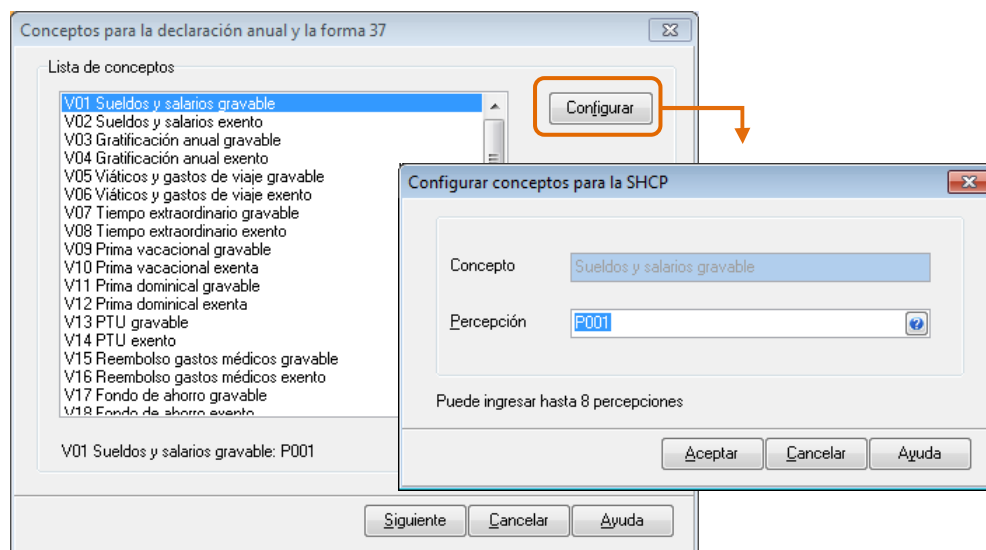 Conceptos para la declaración anual y la forma 37
Lista de conceptos
V01 Sueldos y salarios gravable
V02 Sueldos y salarios exento
V03 Gratificación anual gravable
V04 Gratificación anual exento
V05 Viáticos y gastos de viaje gravable
V06 Viáticos y gastos de viaje exento
V07 Tiempo extraordinario gravable
V08 Tiempo extraordinario exento
V09 Prima vacacional gravable
V10 Prima vacacional exenta
V11 Prima dominical gravable
V12 Prima dominical exenta
V13 PTU gravable
V14 PTU exento
V15 Reembolso gastos médicos gravable
V16 Reembolso gastos médicos exento
V17 Fondo de ahorro gravable
V18 Fondo de ahorro exento
V01 Sueldos y salarios gravable: P001
Configurar
Siguiente
Cancelar
Ayuda
Configurar conceptos para la SHCP
Concepto
Sueldos y salarios gravable
Percepción
P001
Puede ingresar hasta 8 percepciones
Aceptar
Cancelar
Ayuda